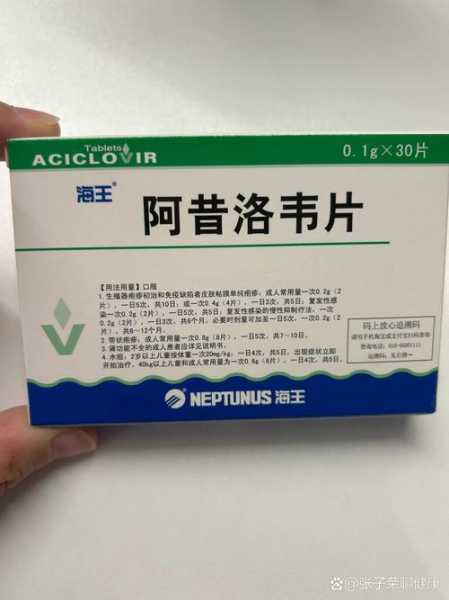 Tablets
ACICLOVIR
0.1g×30片
海王®
阿昔洛韦片
【用法用量】口服
1. 生殖器疱疹初治和免疫缺陷者皮肤粘膜单纯疱疹：成人常用量一次0.2g（2
片），一日5次，共10日；或一次0.4g（4片），一日3次，共5日；复发性感
染一次0.2g（2片），一日5次，共5日；复发性感染的慢性抑制疗法，一次
0.2g（2片），一日3次，共6个月，必要时剂量可加至一日5次，一次0.2g（2
片），共6～12个月。
2. 带状疱疹：成人常用量一次0.8g（8片），一日5次，共7～10日。
3. 肾功能不全的成人患者应详见说明书。
4. 水痘：2岁以上儿童按体重一次20mg/kg，一日4次，共5日，出现症状立即
开始治疗。40kg以上儿童和成人常用量为一次0.8g（8片），一日4次，共5日。
码上放心追溯码
NEPTUNUS 海王
@张子荣聊健康